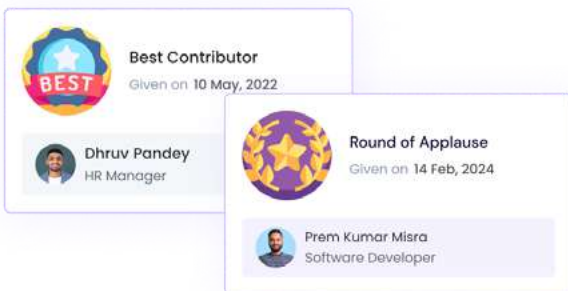 BEST
Best Contributor
Given on 10 May, 2022
Dhruv Pandey
HR Manager
Round of Applause
Given on 14 Feb, 2024
Prem Kumar Misra
Software Developer